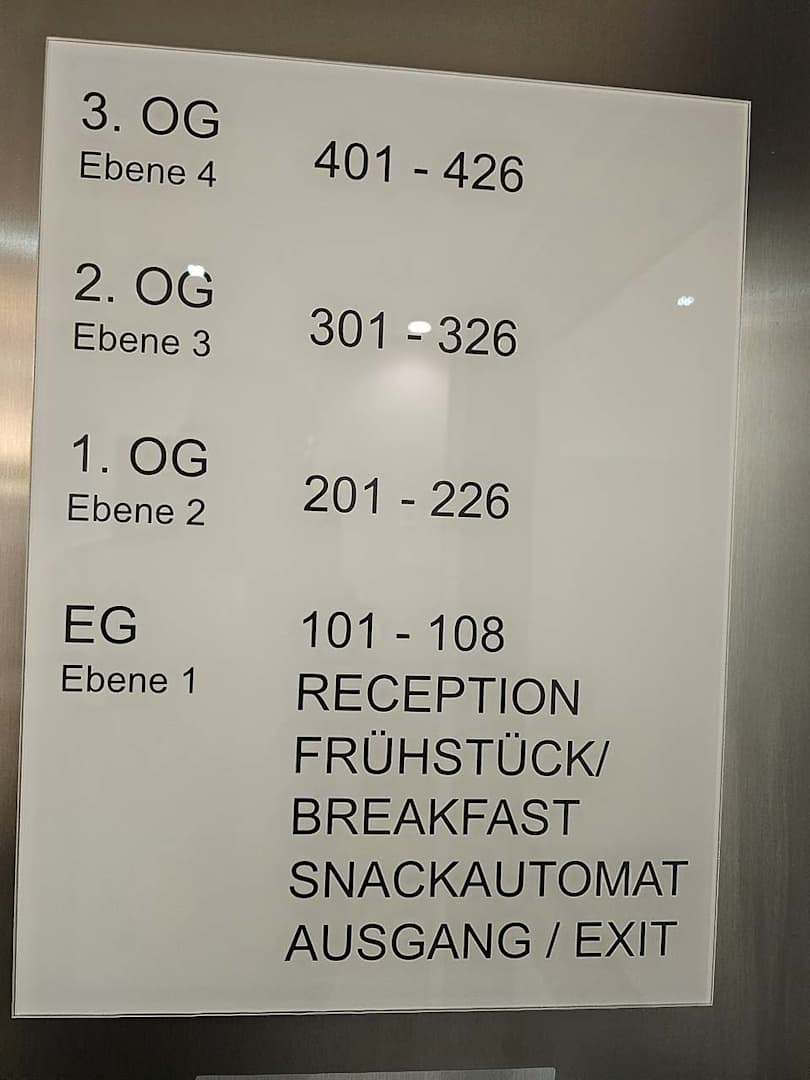 3. OG
Ebene 4
401 - 426
2. OG
Ebene 3
301 - 326
1. OG
Ebene 2
201 - 226
EG
Ebene 1
101 - 108
RECEPTION
FRÜHSTÜCK/
BREAKFAST
SNACKAUTOMAT
AUSGANG / EXIT